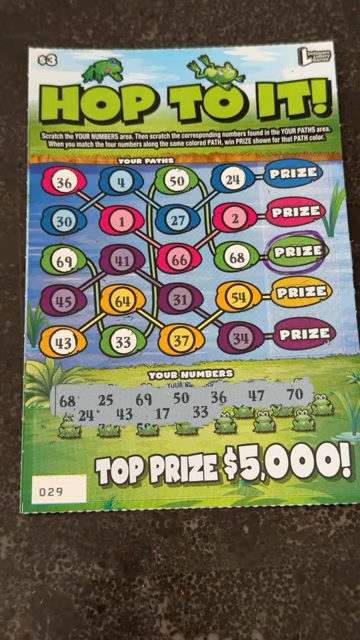 $3
HOP TO IT!
Scratch the YOUR NUMBERS area. Then scratch the corresponding numbers found in the YOUR PATHS area.
When you match the four numbers along the same colored PATH, win PRIZE shown for that PATH color.
YOUR PATHS
36 4 50 24 PRIZE
30 1 27 2 PRIZE
69 41 66 68 PRIZE
45 64 31 54 PRIZE
43 33 37 34 PRIZE
YOUR NUMBERS
68 25 69 50 36 47 70
24 43 17 33
TOP PRIZE $5,000!
029